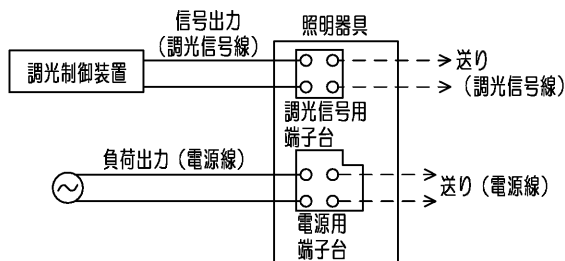 信号出力
（調光信号線）
照明器具
調光制御装置
送り
（調光信号線）
調光信号用
端子台
負荷出力（電源線）
送り（電源線）
電源用
端子台